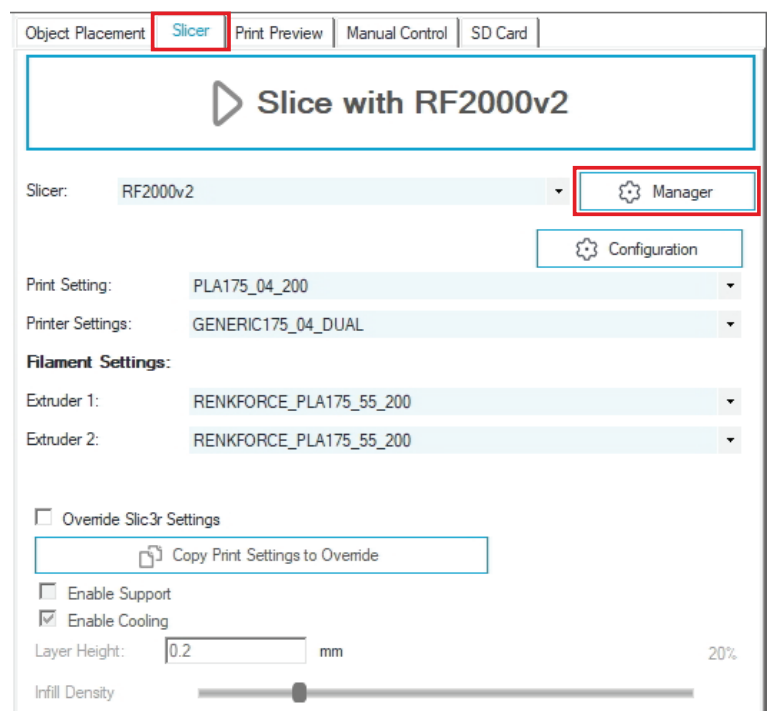 Object Placement Slicer Print Preview Manual Control SD Card
Slice with RF2000v2
Slicer: RF2000v2 Manager
Configuration
Print Setting: PLA175_04_200
Printer Settings: GENERIC175_04_DUAL
Filament Settings:
Extruder 1: RENKFORCE_PLA175_55_200
Extruder 2: RENKFORCE_PLA175_55_200
Override Slic3r Settings
Copy Print Settings to Override
Enable Support
Enable Cooling
Layer Height: 0.2 mm 20%
Infill Density